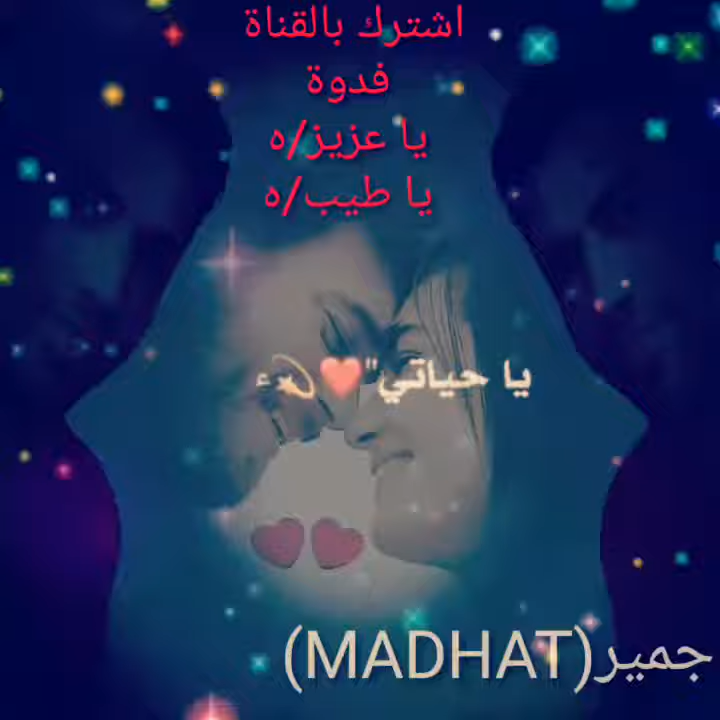 اشترك بالقناة
فدوة
يا عزيز/ه
يا طيب/ه
يا حياتي"♥️💫ء
جمير(MADHAT)